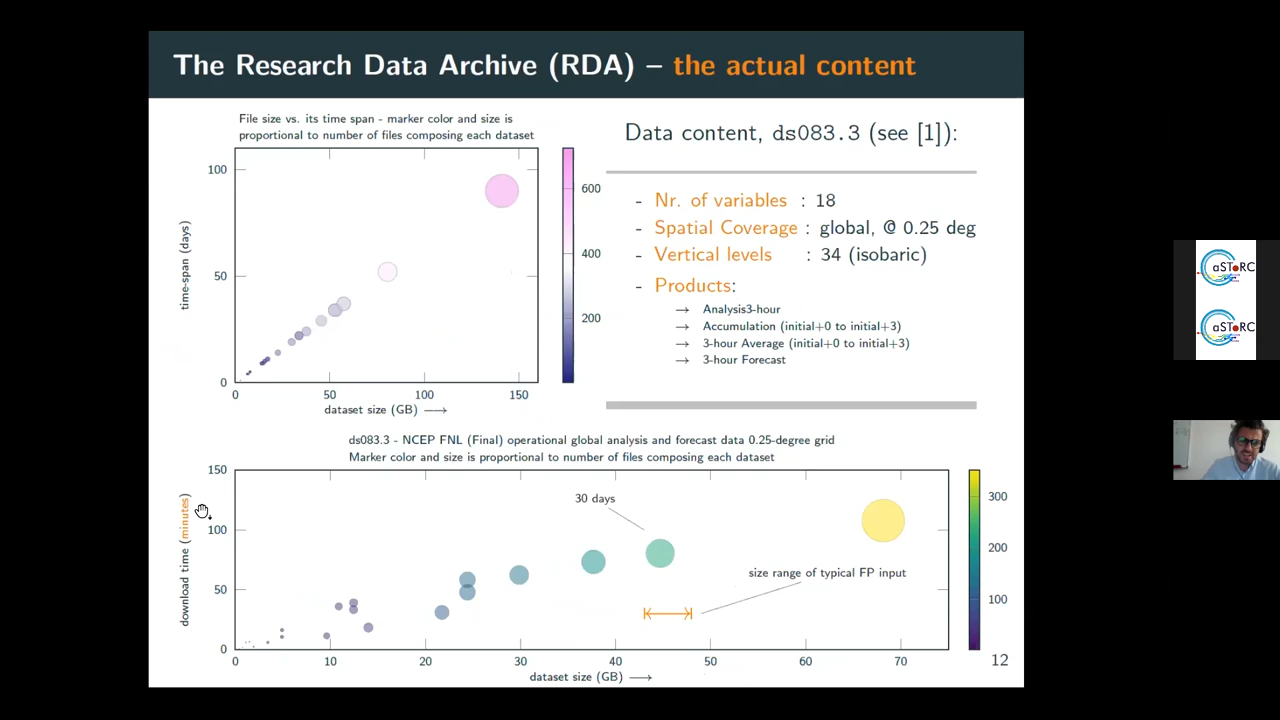 The Research Data Archive (RDA) – the actual content
File size vs. its time span - marker color and size is
proportional to number of files composing each dataset
100
50
0
time-span (days)
0 50 100 150
dataset size (GB) ⟶
600
400
200
Data content, ds083.3 (see [1]):
- Nr. of variables : 18
- Spatial Coverage : global, @ 0.25 deg
- Vertical levels : 34 (isobaric)
- Products:
→ Analysis3-hour
→ Accumulation (initial+0 to initial+3)
→ 3-hour Average (initial+0 to initial+3)
→ 3-hour Forecast
ds083.3 - NCEP FNL (Final) operational global analysis and forecast data 0.25-degree grid
Marker color and size is proportional to number of files composing each dataset
150
100
50
0
download time (minutes)
30 days
size range of typical FP input
0 10 20 30 40 50 60 70
dataset size (GB) ⟶
300
200
100
12
aSToRC
aSToRC